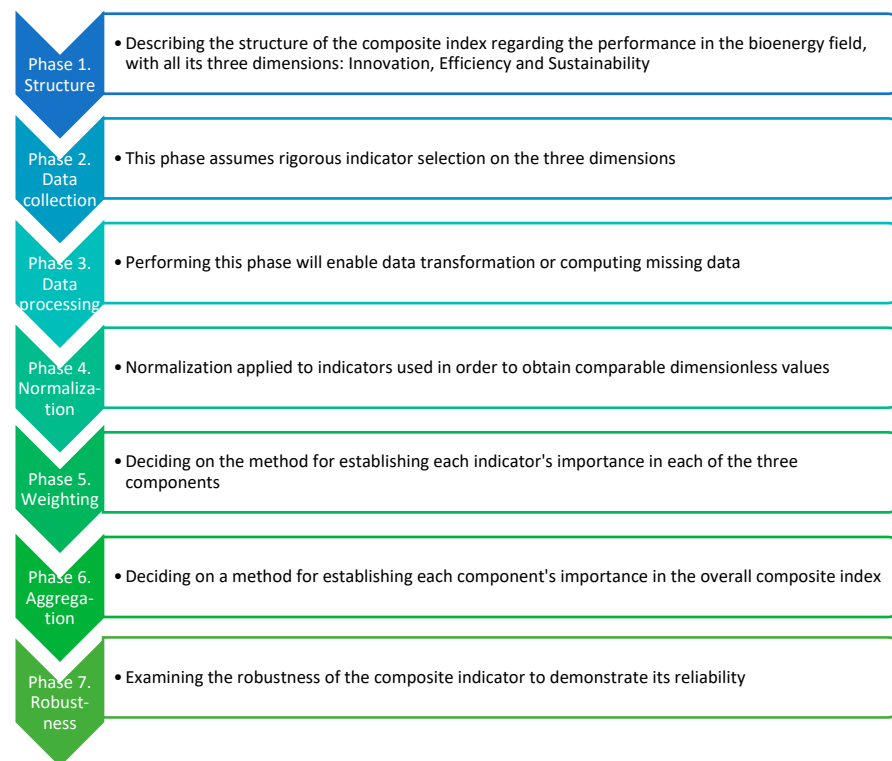 Phase 1.
Structure
• Describing the structure of the composite index regarding the performance in the bioenergy field,
with all its three dimensions: Innovation, Efficiency and Sustainability
Phase 2.
Data
collection
• This phase assumes rigorous indicator selection on the three dimensions
Phase 3.
Data
processing
• Performing this phase will enable data transformation or computing missing data
Phase 4.
Normaliza-
tion
• Normalization applied to indicators used in order to obtain comparable dimensionless values
Phase 5.
Weighting
• Deciding on the method for establishing each indicator's importance in each of the three
components
Phase 6.
Aggrega-
tion
• Deciding on a method for establishing each component's importance in the overall composite index
Phase 7.
Robust-
ness
• Examining the robustness of the composite indicator to demonstrate its reliability